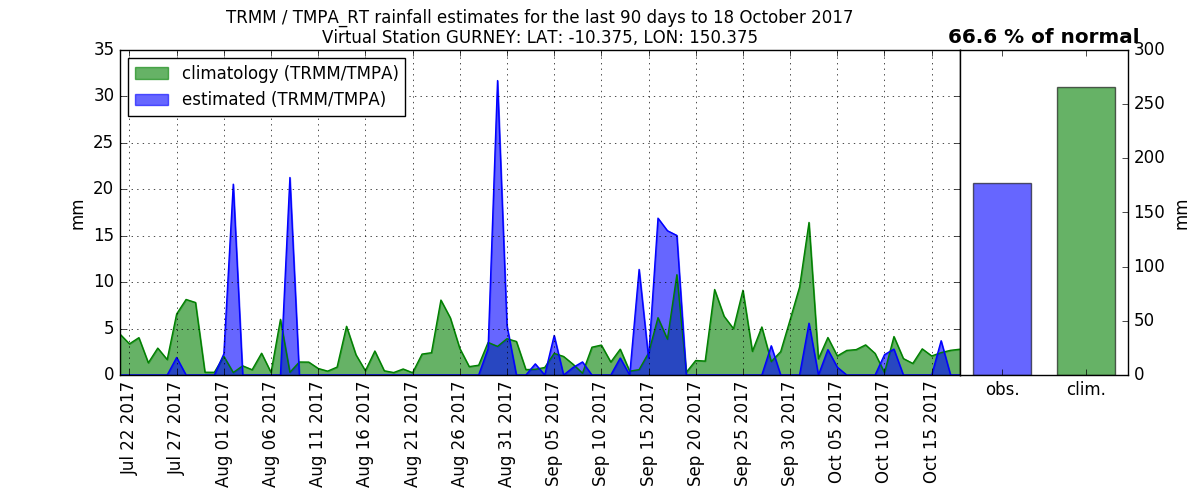 TRMM / TMPA_RT rainfall estimates for the last 90 days to 18 October 2017
Virtual Station GURNEY: LAT: -10.375, LON: 150.375
66.6 % of normal
climatology (TRMM/TMPA)
estimated (TRMM/TMPA)
35
30
25
20
15
10
5
0
mm
Jul 22 2017
Jul 27 2017
Aug 01 2017
Aug 06 2017
Aug 11 2017
Aug 16 2017
Aug 21 2017
Aug 26 2017
Aug 31 2017
Sep 05 2017
Sep 10 2017
Sep 15 2017
Sep 20 2017
Sep 25 2017
Sep 30 2017
Oct 05 2017
Oct 10 2017
Oct 15 2017
obs.
clim.
300
250
200
150
100
50
0
mm